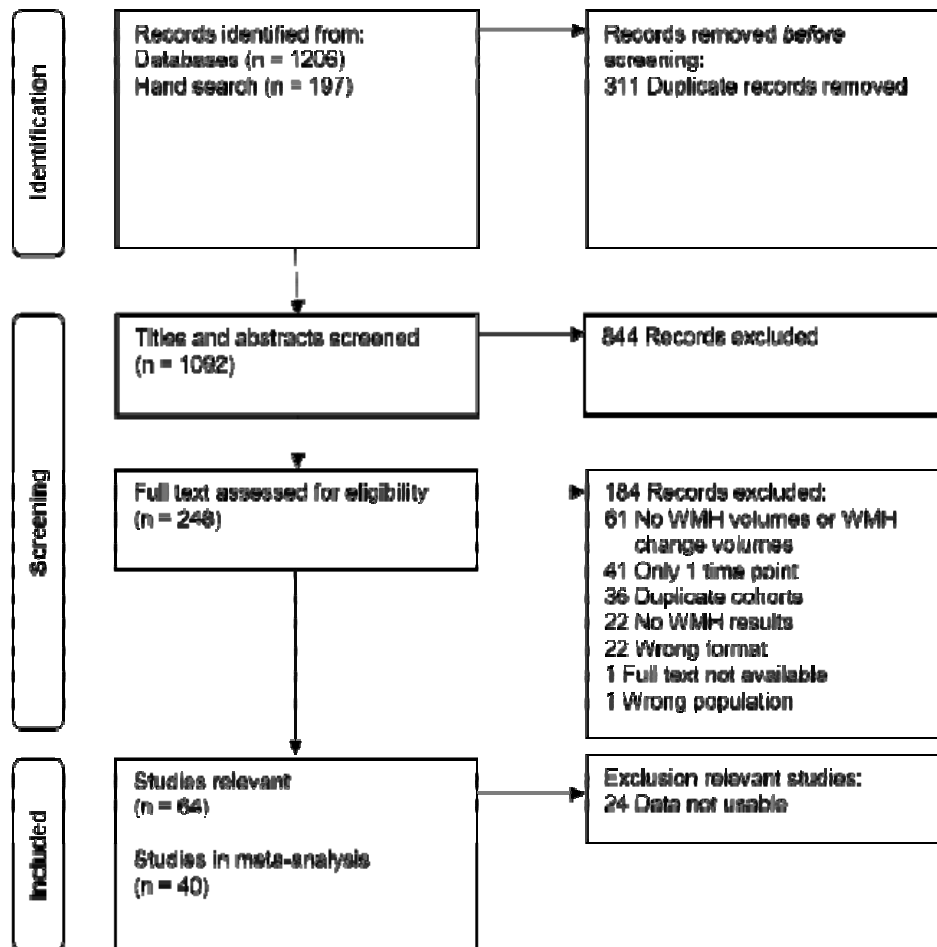 Identification
Records identified from:
Databases (n = 1206)
Hand search (n = 197)
Records removed before
screening:
311 Duplicate records removed
Screening
Titles and abstracts screened
(n = 1092)
844 Records excluded
Full text assessed for eligibility
(n = 248)
184 Records excluded:
61 No WMH volumes or WMH
change volumes
41 Only 1 time point
36 Duplicate cohorts
22 No WMH results
22 Wrong format
1 Full text not available
1 Wrong population
Included
Studies relevant
(n = 64)
Studies in meta-analysis
(n = 40)
Exclusion relevant studies:
24 Data not usable